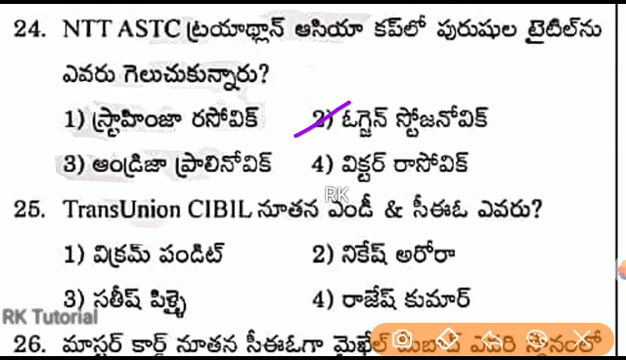 24. NTT ASTC ట్రయాథ్లాన్ ఆసియా కప్‌లో పురుషుల టైటిల్‌ను
ఎవరు గెలుచుకున్నారు?
1) స్ట్రాహింజా రసోవిక్ 2) ఓగ్జెన్ స్టోజనోవిక్
3) ఆండ్రిజా ప్రాలినోవిక్ 4) విక్టర్ రాసోవిక్
RK
25. TransUnion CIBIL నూతన ఎండీ & సీఈఓ ఎవరు?
1) విక్రమ్ పండిట్ 2) నికేష్ అరోరా
3) సతీష్ పిళ్ళై 4) రాజేష్ కుమార్
RK Tutorial
26. మాస్టర్ కార్డ్ నూతన సీఈఓగా మైఖేల్